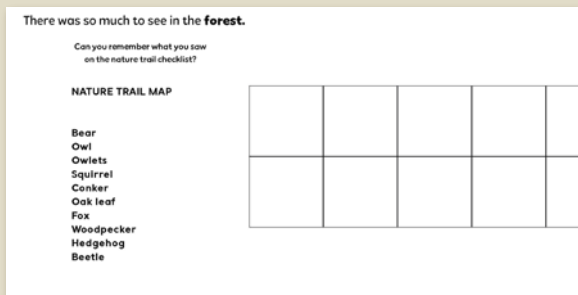 There was so much to see in the forest.
Can you remember what you saw
on the nature trail checklist?
NATURE TRAIL MAP
Bear
Owl
Owlets
Squirrel
Conker
Oak leaf
Fox
Woodpecker
Hedgehog
Beetle